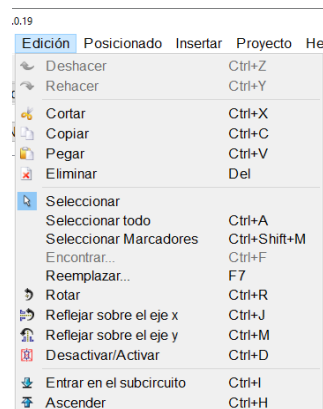 .0.19
Edición Posicionado Insertar Proyecto He
Deshacer Ctrl+Z
Rehacer Ctrl+Y
Cortar Ctrl+X
Copiar Ctrl+C
Pegar Ctrl+V
Eliminar Del
Seleccionar
Seleccionar todo Ctrl+A
Seleccionar Marcadores Ctrl+Shift+M
Encontrar... Ctrl+F
Reemplazar... F7
Rotar Ctrl+R
Reflejar sobre el eje x Ctrl+J
Reflejar sobre el eje y Ctrl+M
Desactivar/Activar Ctrl+D
Entrar en el subcircuito Ctrl+I
Ascender Ctrl+H